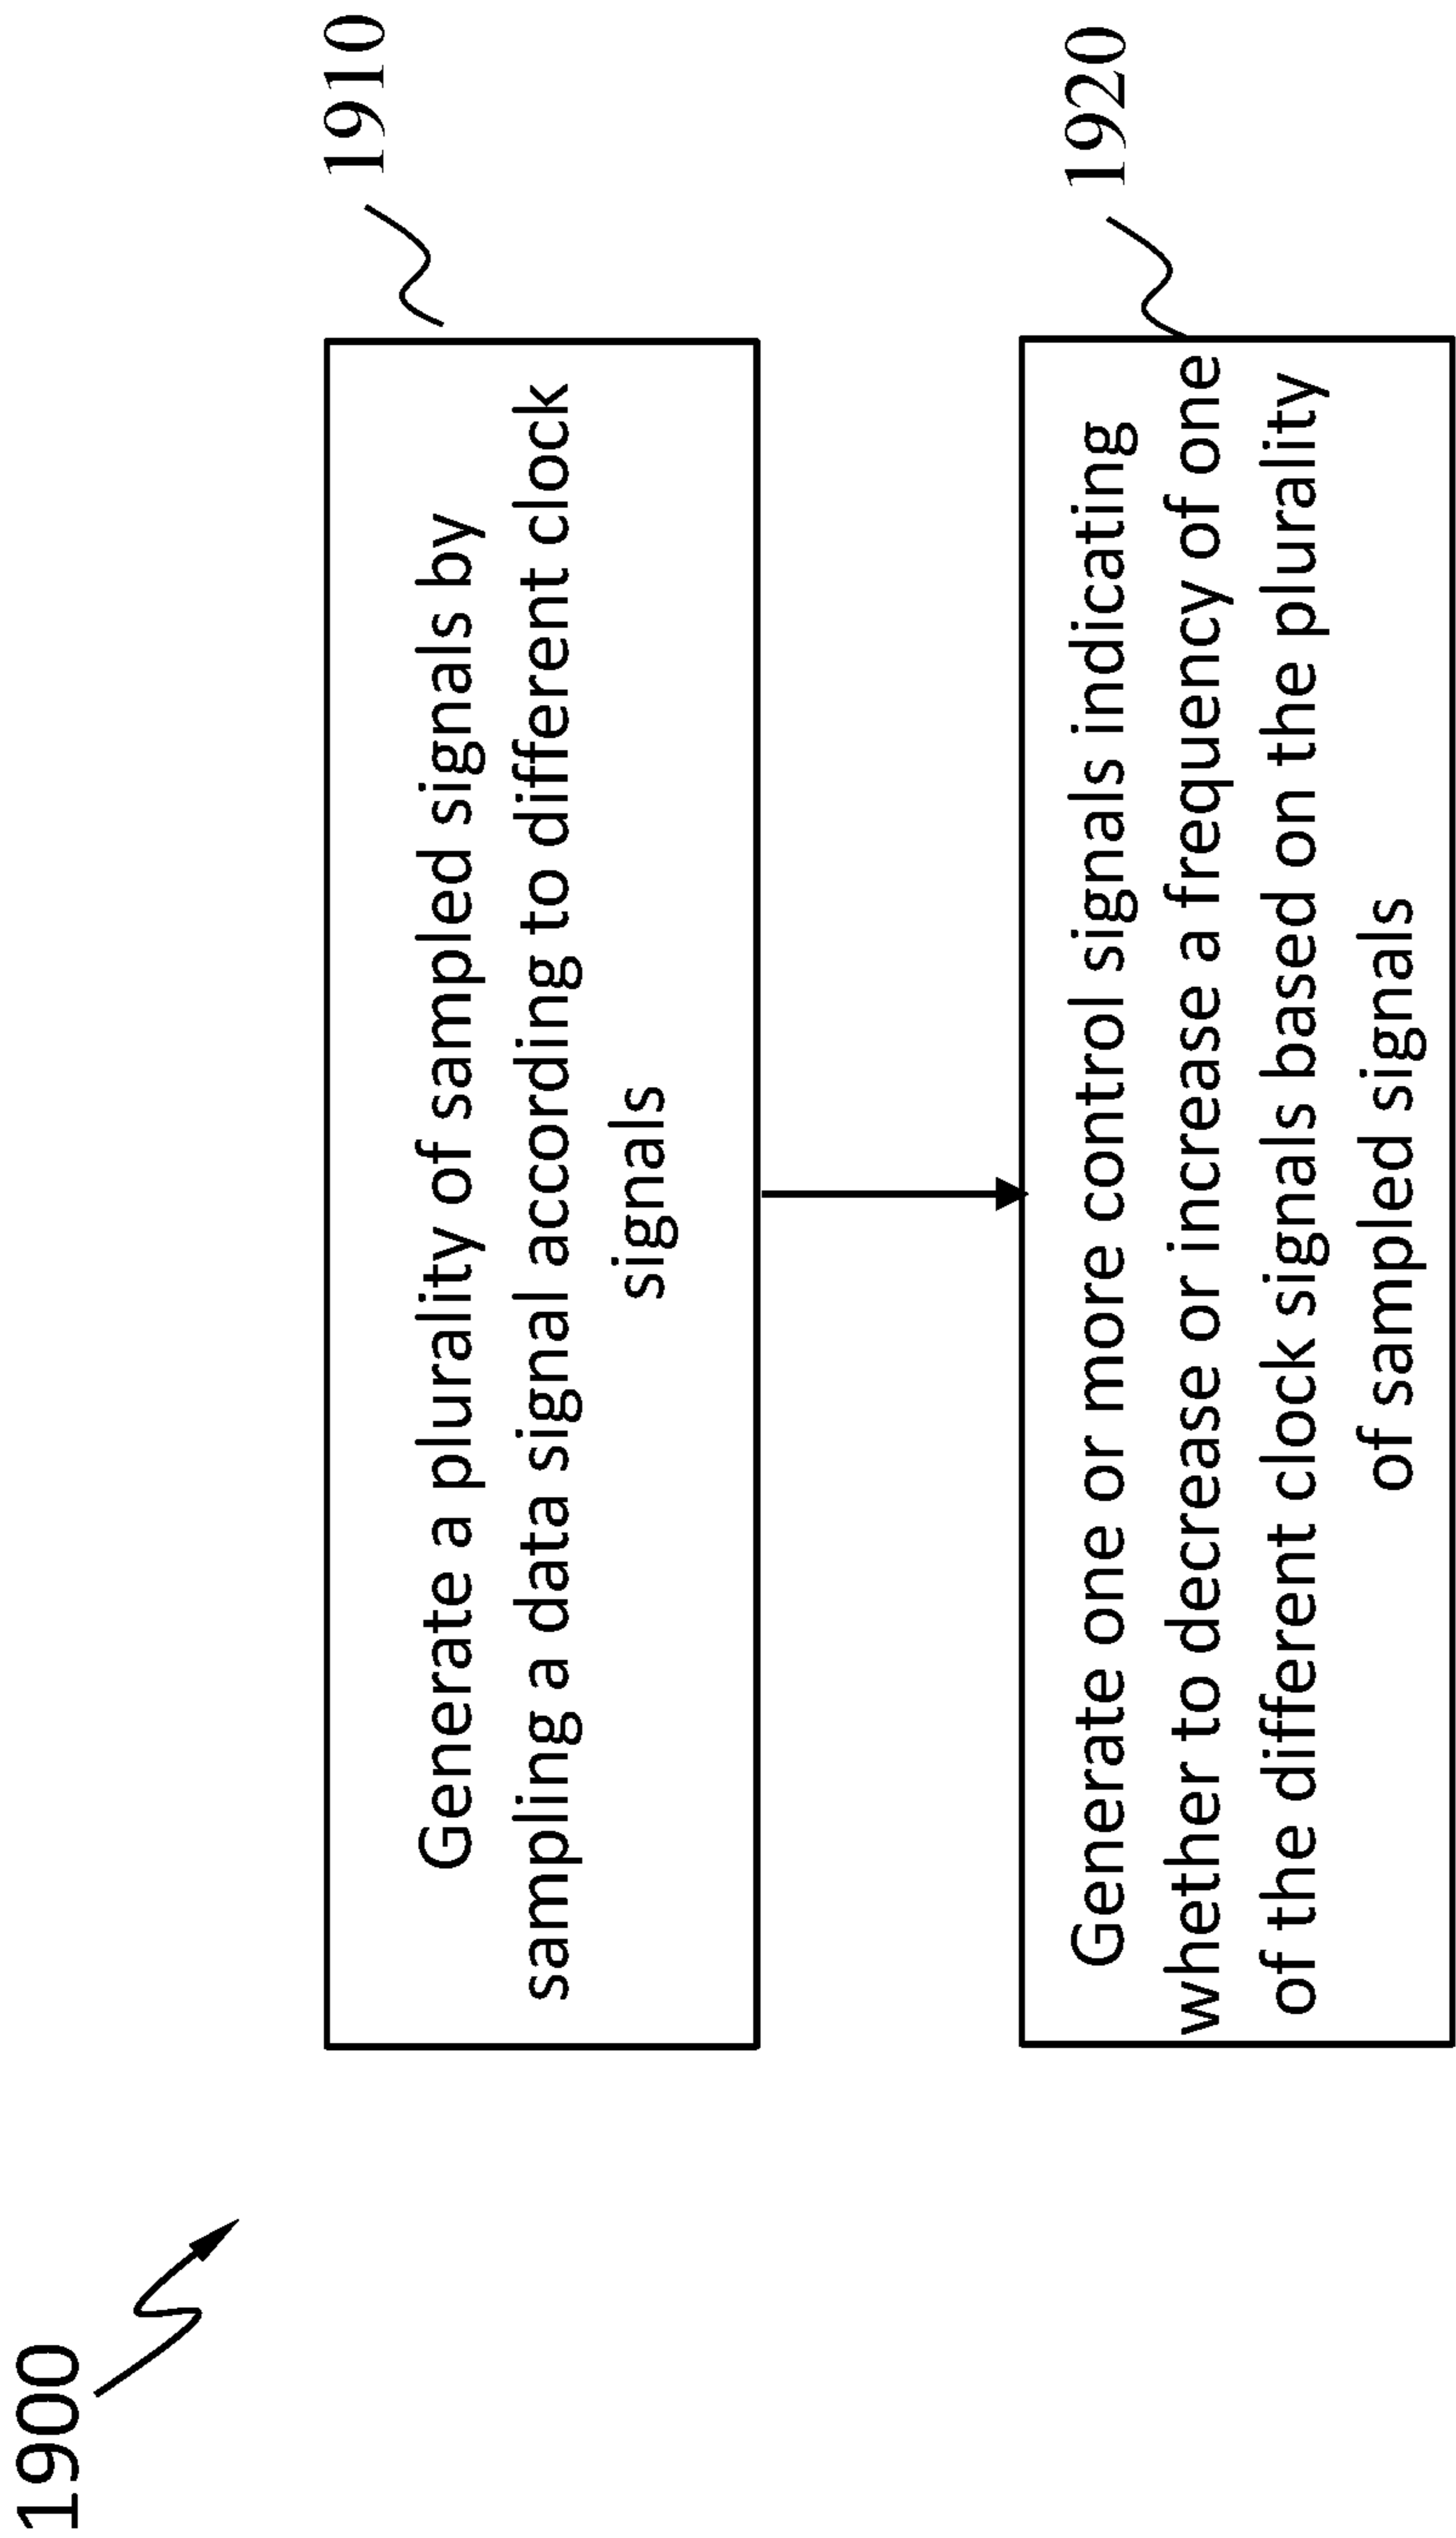 1900
1910
Generate a plurality of sampled signals by
sampling a data signal according to different clock
signals
1920
Generate one or more control signals indicating
whether to decrease or increase a frequency of one
of the different clock signals based on the plurality
of sampled signals